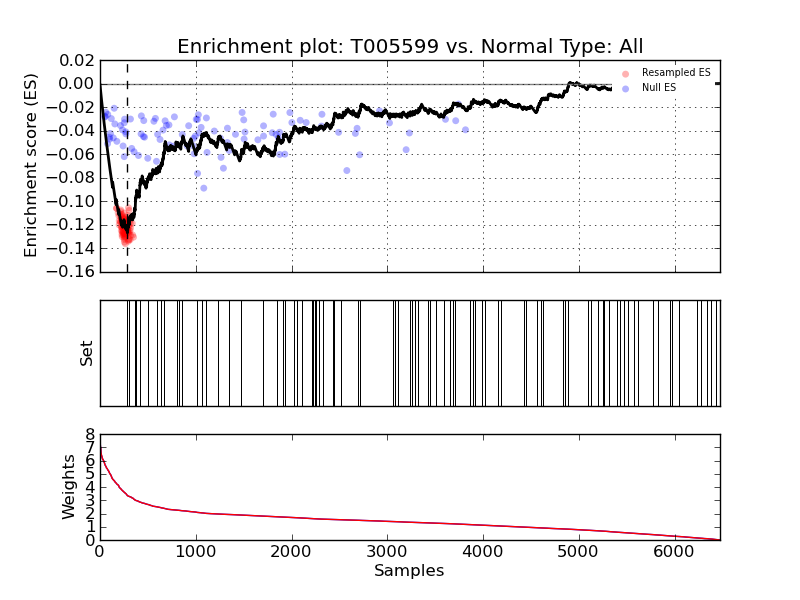 Enrichment plot: T005599 vs. Normal Type: All
Enrichment score (ES)
0.02
0.00
−0.02
−0.04
−0.06
−0.08
−0.10
−0.12
−0.14
−0.16
Resampled ES
Null ES
Set
Weights
8
7
6
5
4
3
2
1
0
0 1000 2000 3000 4000 5000 6000
Samples